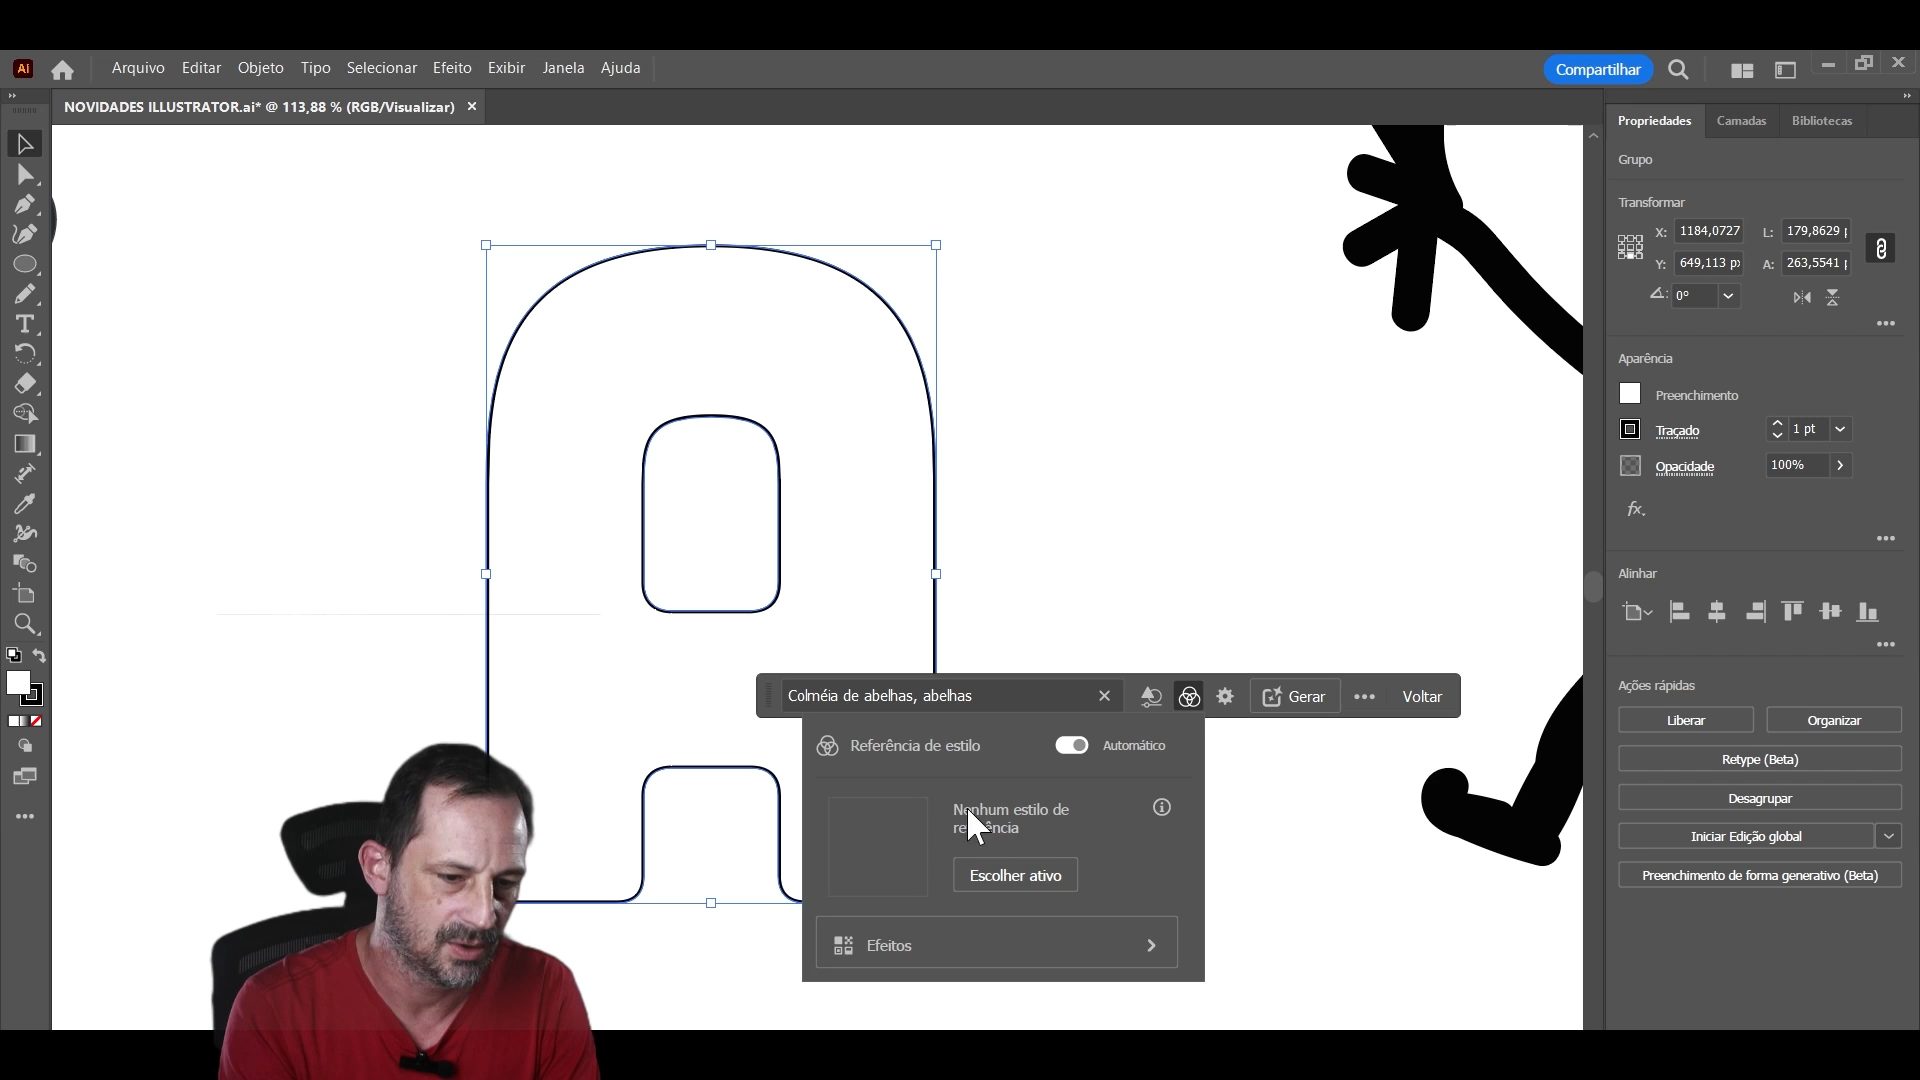 Ai
Arquivo Editar Objeto Tipo Selecionar Efeito Exibir Janela Ajuda
Compartilhar
NOVIDADES ILLUSTRATOR.ai* @ 113,88 % (RGB/Visualizar)
Propriedades Camadas Bibliotecas
Grupo
Transformar
X: 1184,0727 L: 179,8629
Y: 649,113 px A: 263,5541
0°
Aparência
Preenchimento
Traçado 1 pt
Opacidade 100%
fx.
Alinhar
Ações rápidas
Liberar Organizar
Retype (Beta)
Desagrupar
Iniciar Edição global
Preenchimento de forma generativo (Beta)
Colméia de abelhas, abelhas
Gerar
Voltar
Referência de estilo Automático
Nenhum estilo de
referência
Escolher ativo
Efeitos